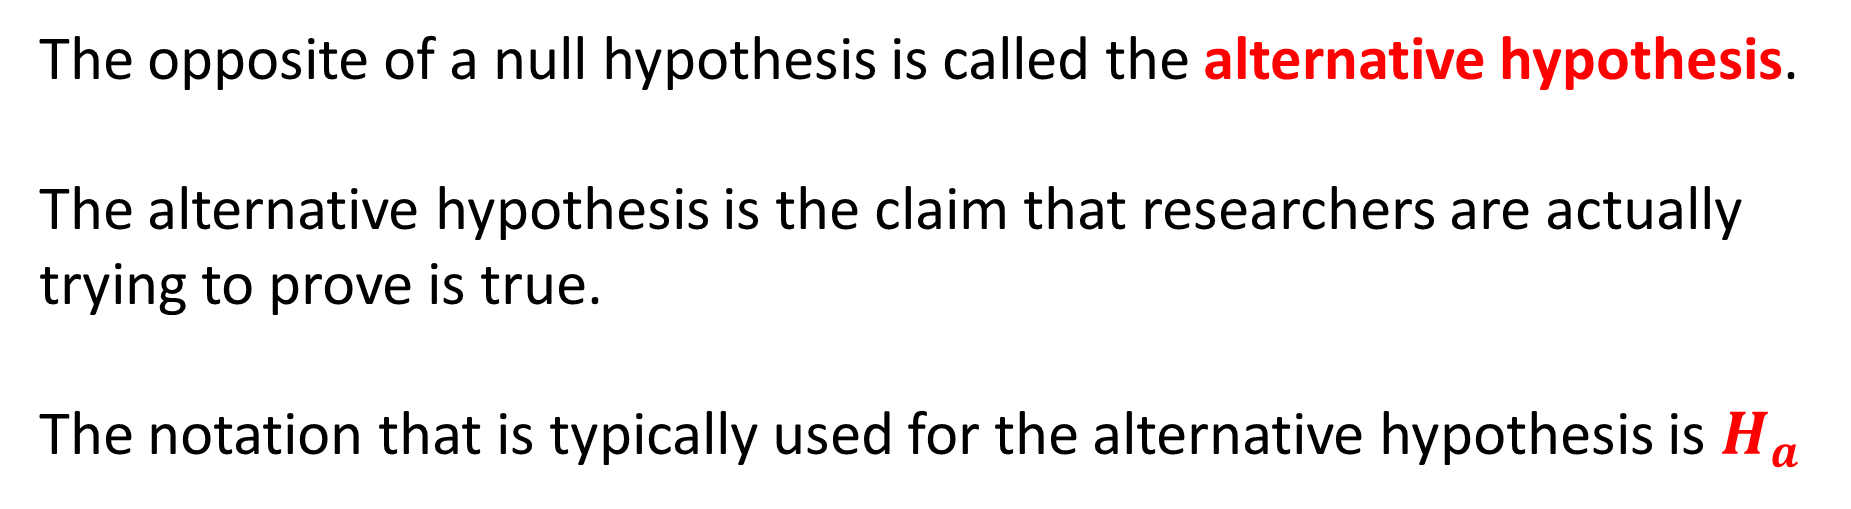 The opposite of a null hypothesis is called the alternative hypothesis.
The alternative hypothesis is the claim that researchers are actually
trying to prove is true.
The notation that is typically used for the alternative hypothesis is Hₐ